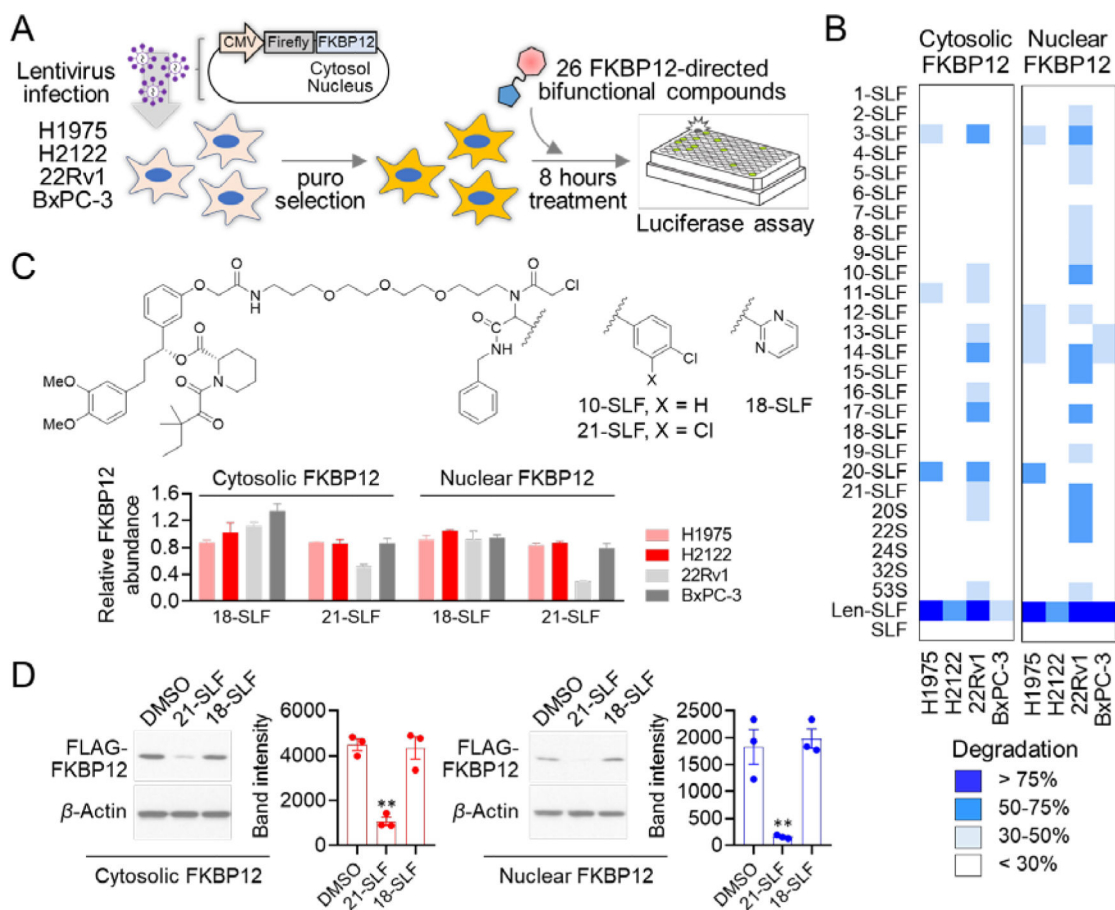 A
Lentivirus
infection
CMV
Firefly
FKBP12
Cytosol
Nucleus
H1975
H2122
22Rv1
BxPC-3
puro
selection
26 FKBP12-directed
bifunctional compounds
8 hours
treatment
Luciferase assay
B
Cytosolic
FKBP12
Nuclear
FKBP12
1-SLF
2-SLF
3-SLF
4-SLF
5-SLF
6-SLF
7-SLF
8-SLF
9-SLF
10-SLF
11-SLF
12-SLF
13-SLF
14-SLF
15-SLF
16-SLF
17-SLF
18-SLF
19-SLF
20-SLF
21-SLF
20S
22S
24S
32S
53S
Len-SLF
SLF
H1975
H2122
22Rv1
BxPC-3
H1975
H2122
22Rv1
BxPC-3
Degradation
> 75%
50-75%
30-50%
< 30%
C
O
O
N
H
O
O
O
N
O
Cl
O
NH
O
O
N
O
O
MeO
MeO
Cl
X
10-SLF, X = H
21-SLF, X = Cl
N
N
18-SLF
Cytosolic FKBP12
Nuclear FKBP12
Relative FKBP12
abundance
1.6
1.2
0.8
0.4
0
18-SLF
21-SLF
18-SLF
21-SLF
H1975
H2122
22Rv1
BxPC-3
D
DMSO
21-SLF
18-SLF
FLAG-
FKBP12
β-Actin
Cytosolic FKBP12
Band intensity
6000
4000
2000
0
**
DMSO
21-SLF
18-SLF
DMSO
21-SLF
18-SLF
FLAG-
FKBP12
β-Actin
Nuclear FKBP12
Band intensity
2500
2000
1500
1000
500
0
**
DMSO
21-SLF
18-SLF